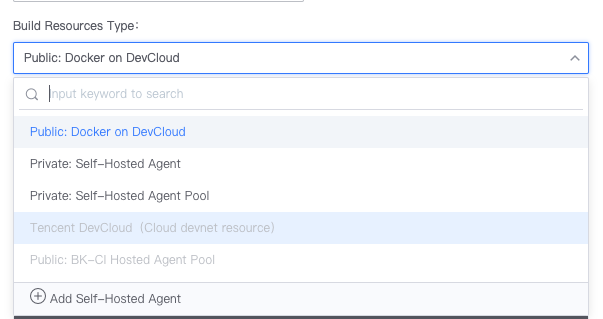 Build Resources Type:
Public: Docker on DevCloud
Input keyword to search
Public: Docker on DevCloud
Private: Self-Hosted Agent
Private: Self-Hosted Agent Pool
Tencent DevCloud（Cloud devnet resource）
Public: BK-CI Hosted Agent Pool
Add Self-Hosted Agent